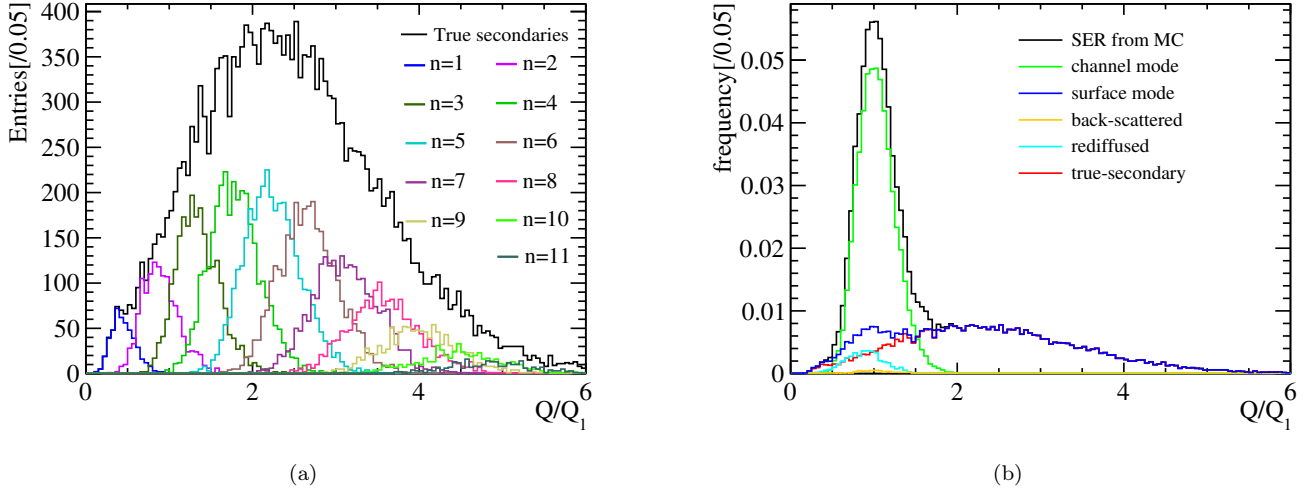 Entries[/0.05]
400
350
300
250
200
150
100
50
0
0
2
4
6
Q/Q1
True secondaries
n=1
n=2
n=3
n=4
n=5
n=6
n=7
n=8
n=9
n=10
n=11
(a)
frequency[/0.05]
0.05
0.04
0.03
0.02
0.01
0
0
2
4
6
Q/Q1
SER from MC
channel mode
surface mode
back-scattered
rediffused
true-secondary
(b)